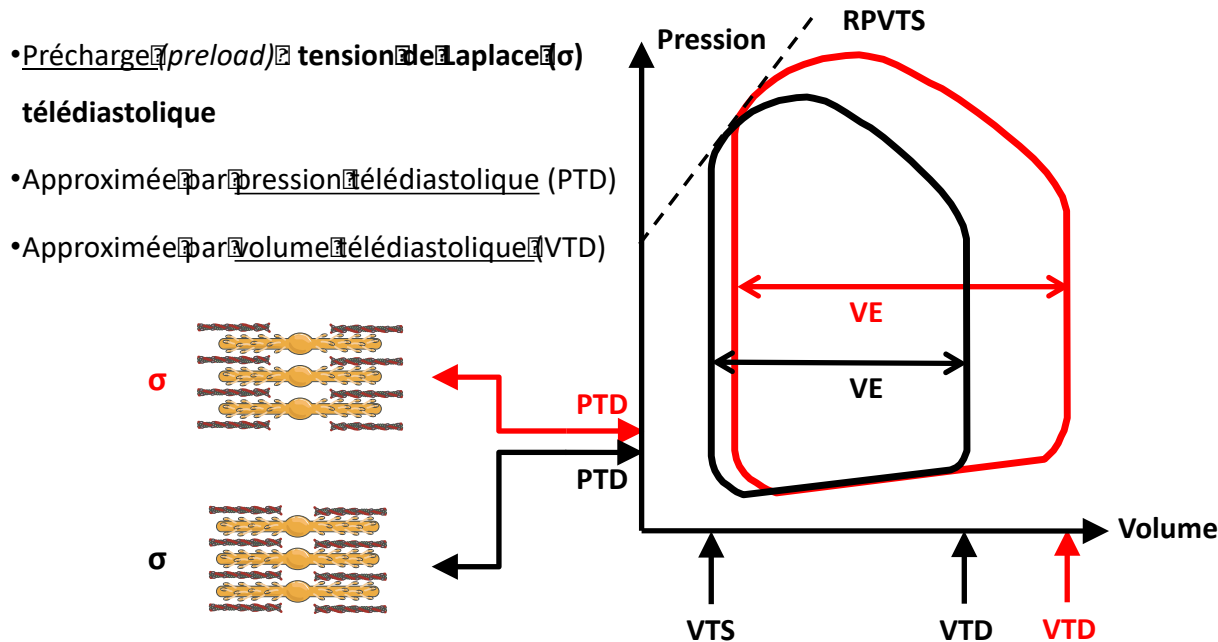 •Précharge (preload) : tension de Laplace (σ)
télédiastolique
•Approximée par pression télédiastolique (PTD)
•Approximée par volume télédiastolique (VTD)
Pression
RPVTS
VE
VE
σ
PTD
PTD
σ
Volume
VTS
VTD
VTD